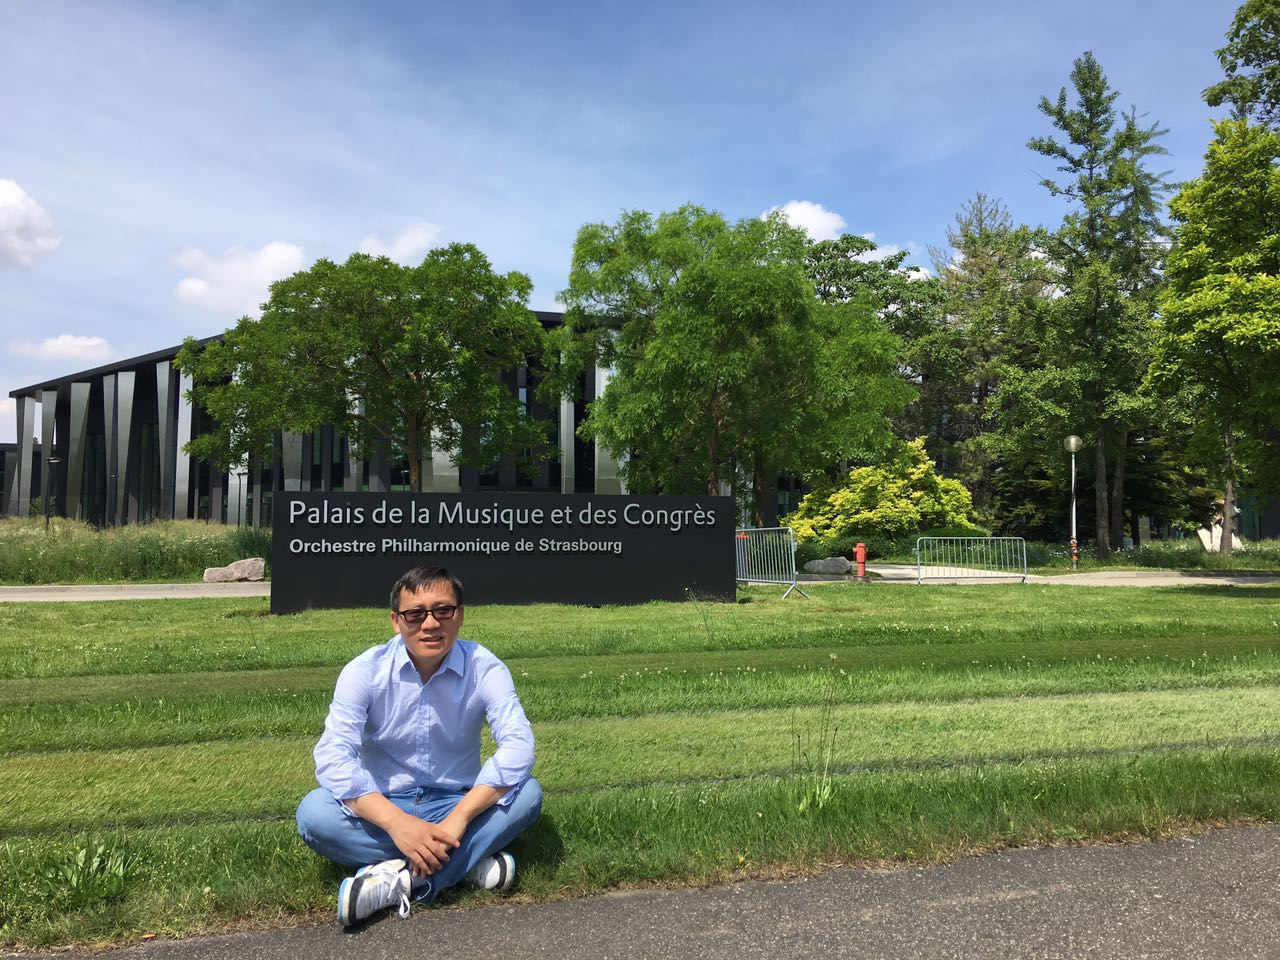 Palais de la Musique et des Congrès
Orchestre Philharmonique de Strasbourg